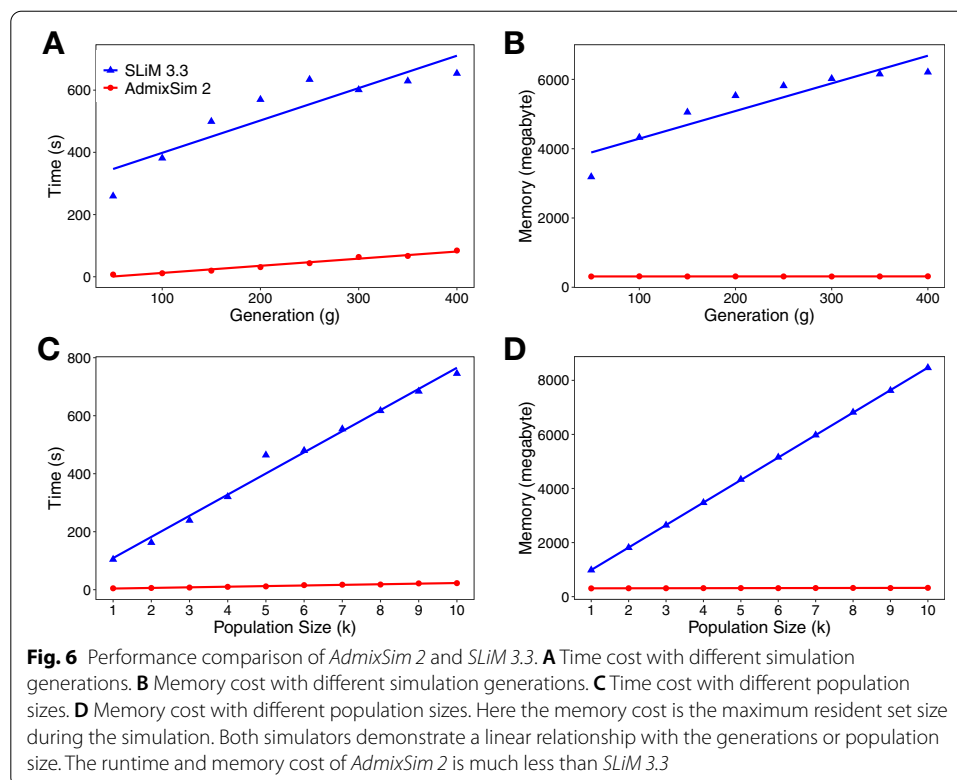 A
B
SLiM 3.3
AdmixSim 2
600
400
200
0
Time (s)
100
200
300
400
Generation (g)
6000
4000
2000
0
Memory (megabyte)
100
200
300
400
Generation (g)
C
D
800
600
400
200
0
Time (s)
1 2 3 4 5 6 7 8 9 10
Population Size (k)
8000
6000
4000
2000
0
Memory (megabyte)
1 2 3 4 5 6 7 8 9 10
Population Size (k)
Fig. 6 Performance comparison of AdmixSim 2 and SLiM 3.3. A Time cost with different simulation
generations. B Memory cost with different simulation generations. C Time cost with different population
sizes. D Memory cost with different population sizes. Here the memory cost is the maximum resident set size
during the simulation. Both simulators demonstrate a linear relationship with the generations or population
size. The runtime and memory cost of AdmixSim 2 is much less than SLiM 3.3